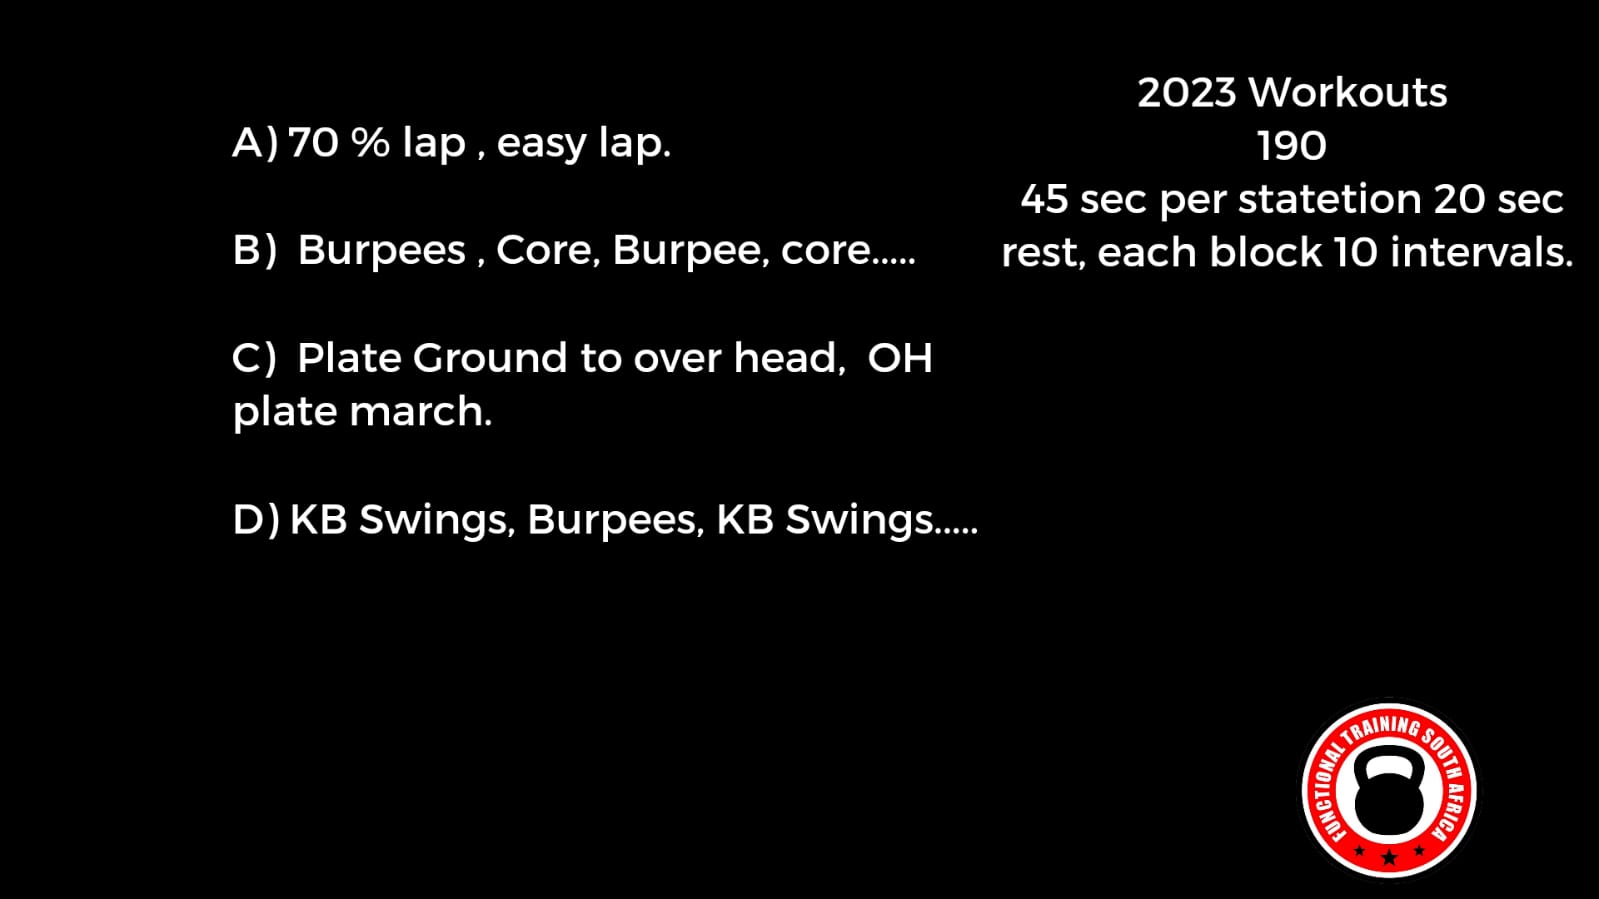 2023 Workouts
190
45 sec per statetion 20 sec
rest, each block 10 intervals.
A) 70 % lap , easy lap.
B) Burpees , Core, Burpee, core.....
C) Plate Ground to over head, OH
plate march.
D) KB Swings, Burpees, KB Swings.....
FUNCTIONAL TRAINING SOUTH AFRICA